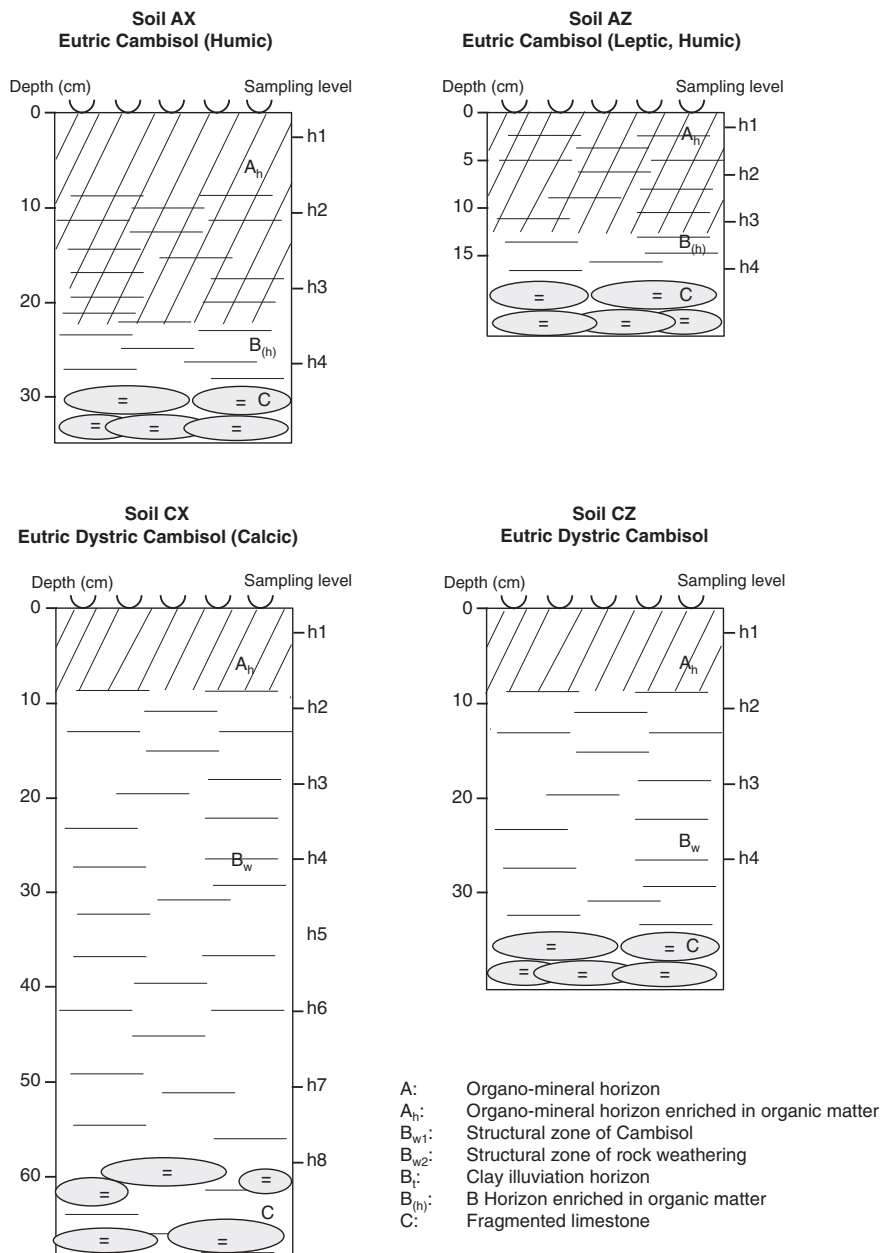 Soil AX
Eutric Cambisol (Humic)
Depth (cm)
Sampling level
0
10
20
30
h1
h2
h3
h4
Ah
B(h)
= = C
= = =
Soil AZ
Eutric Cambisol (Leptic, Humic)
Depth (cm)
Sampling level
0
5
10
15
h1
h2
h3
h4
Ah
B(h)
= = C
= = =
Soil CX
Eutric Dystric Cambisol (Calcic)
Depth (cm)
Sampling level
0
10
20
30
40
50
60
h1
h2
h3
h4
h5
h6
h7
h8
Ah
Bw
= = =
C
= =
Soil CZ
Eutric Dystric Cambisol
Depth (cm)
Sampling level
0
10
20
30
h1
h2
h3
h4
Ah
Bw
= = C
= = =
A: Organo-mineral horizon
Ah: Organo-mineral horizon enriched in organic matter
Bw1: Structural zone of Cambisol
Bw2: Structural zone of rock weathering
Bt: Clay illuviation horizon
B(h): B Horizon enriched in organic matter
C: Fragmented limestone